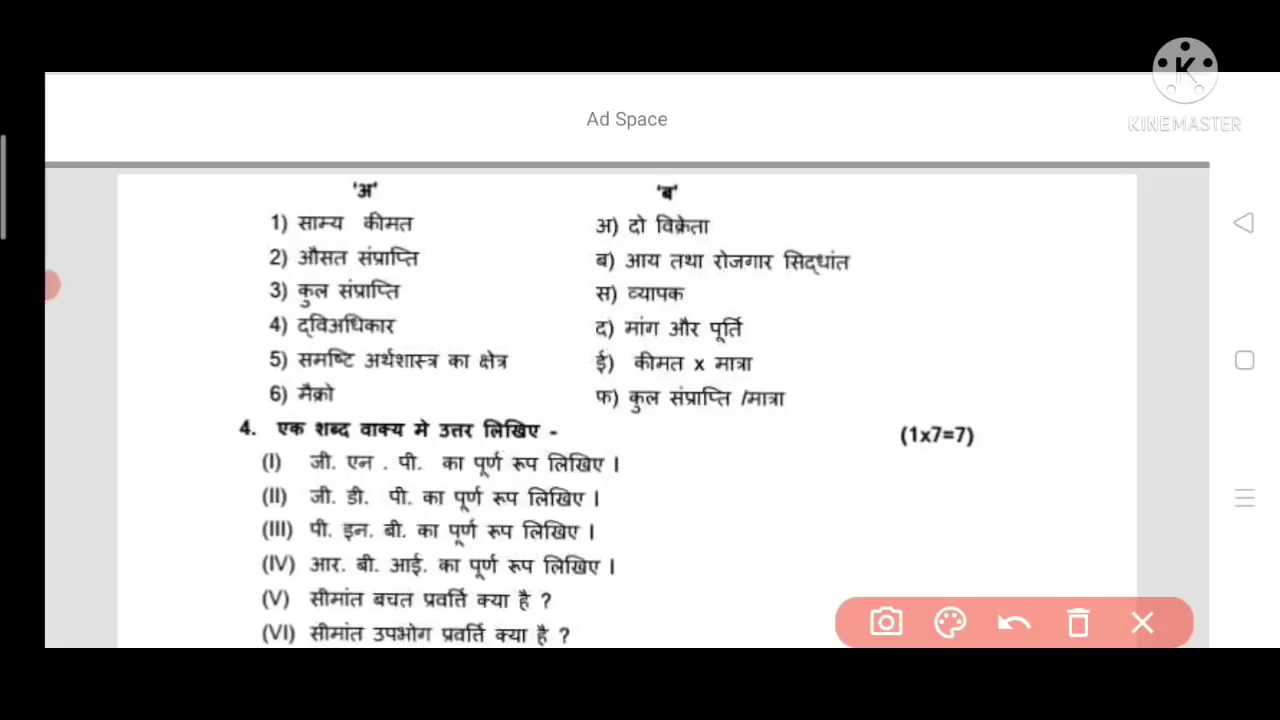 Ad Space
KINEMASTER
'अ' 'ब'
1) साम्य कीमत अ) दो विक्रेता
2) औसत संप्राप्ति ब) आय तथा रोजगार सिद्धांत
3) कुल संप्राप्ति स) व्यापक
4) द्विअधिकार द) मांग और पूर्ति
5) समष्टि अर्थशास्त्र का क्षेत्र ई) कीमत x मात्रा
6) मैक्रो फ) कुल संप्राप्ति /मात्रा
4. एक शब्द वाक्य मे उत्तर लिखिए - (1x7=7)
(I) जी. एन . पी. का पूर्ण रूप लिखिए ।
(II) जी. डी. पी. का पूर्ण रूप लिखिए ।
(III) पी. इन. बी. का पूर्ण रूप लिखिए ।
(IV) आर. बी. आई. का पूर्ण रूप लिखिए ।
(V) सीमांत बचत प्रवर्ति क्या है ?
(VI) सीमांत उपभोग प्रवर्ति क्या है ?